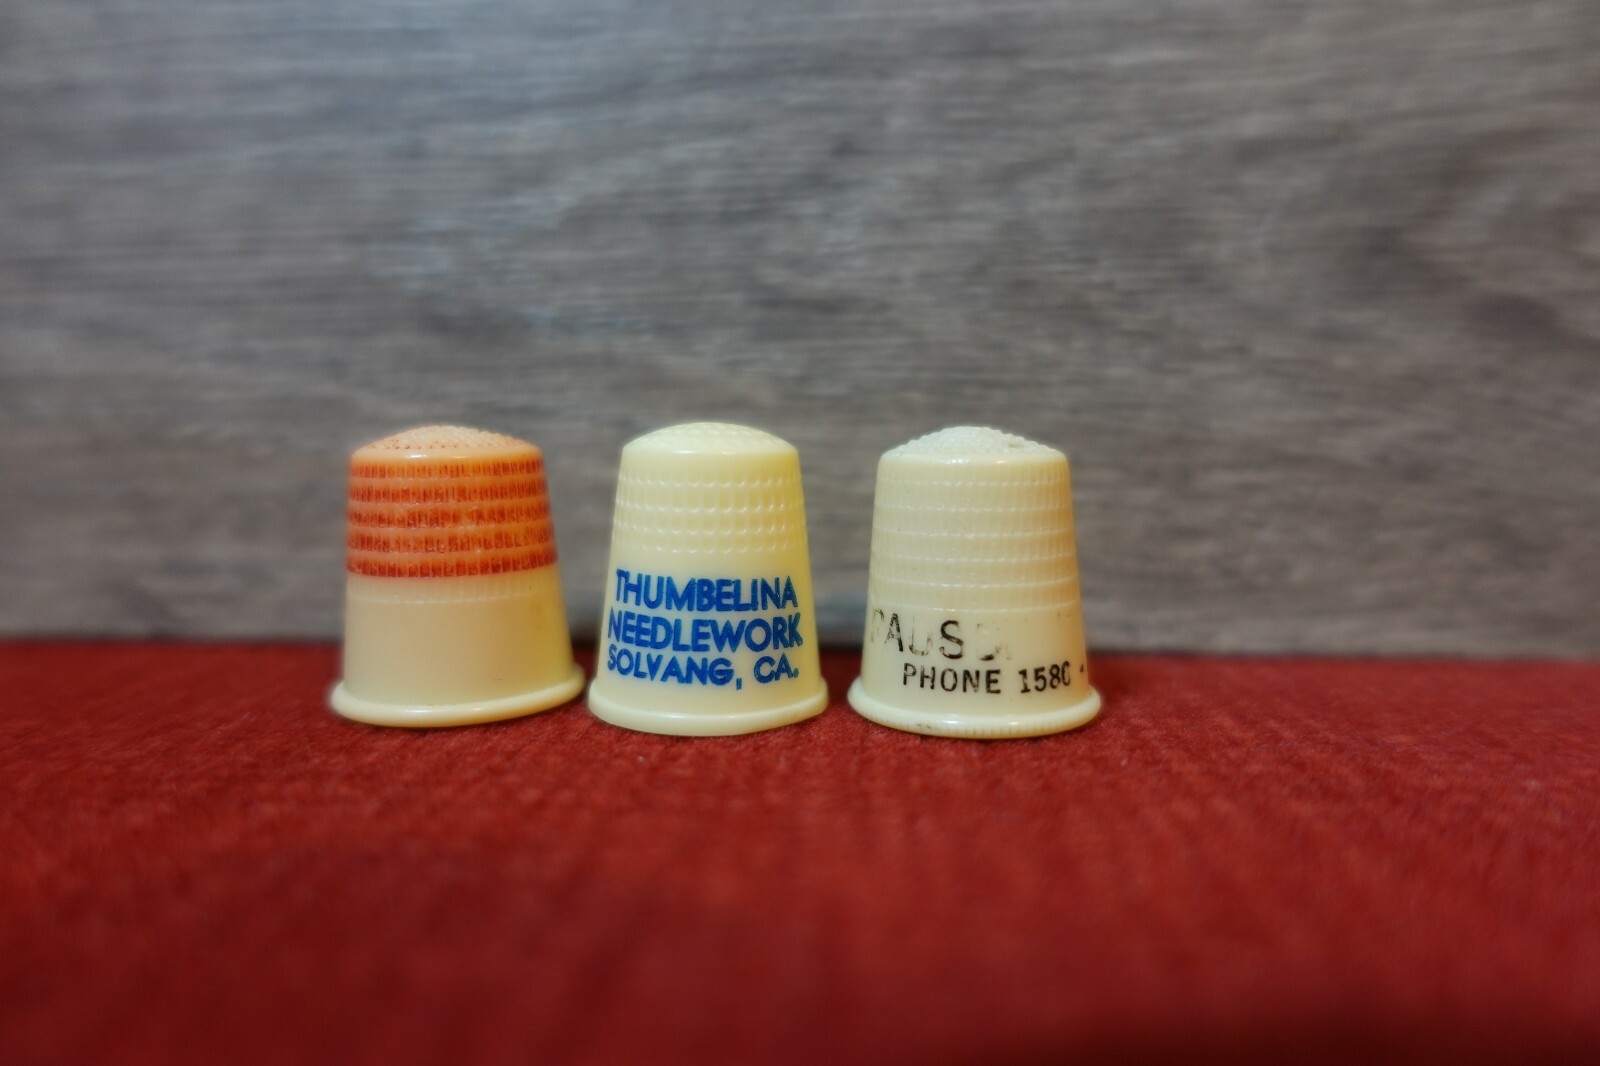 THUMBELINA
NEEDLEWORK
SOLVANG, CA.
PHONE 1580